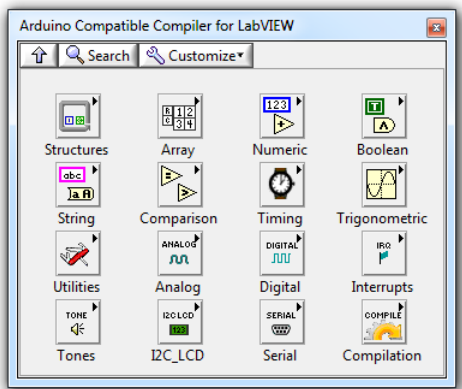 Arduino Compatible Compiler for LabVIEW
Search Customize
123
T
Structures Array Numeric Boolean
abc
a A
String Comparison Timing Trigonometric
ANALOG DIGITAL IRQ
Utilities Analog Digital Interrupts
TONE I2C LCD SERIAL COMPILE
123
Tones I2C_LCD Serial Compilation